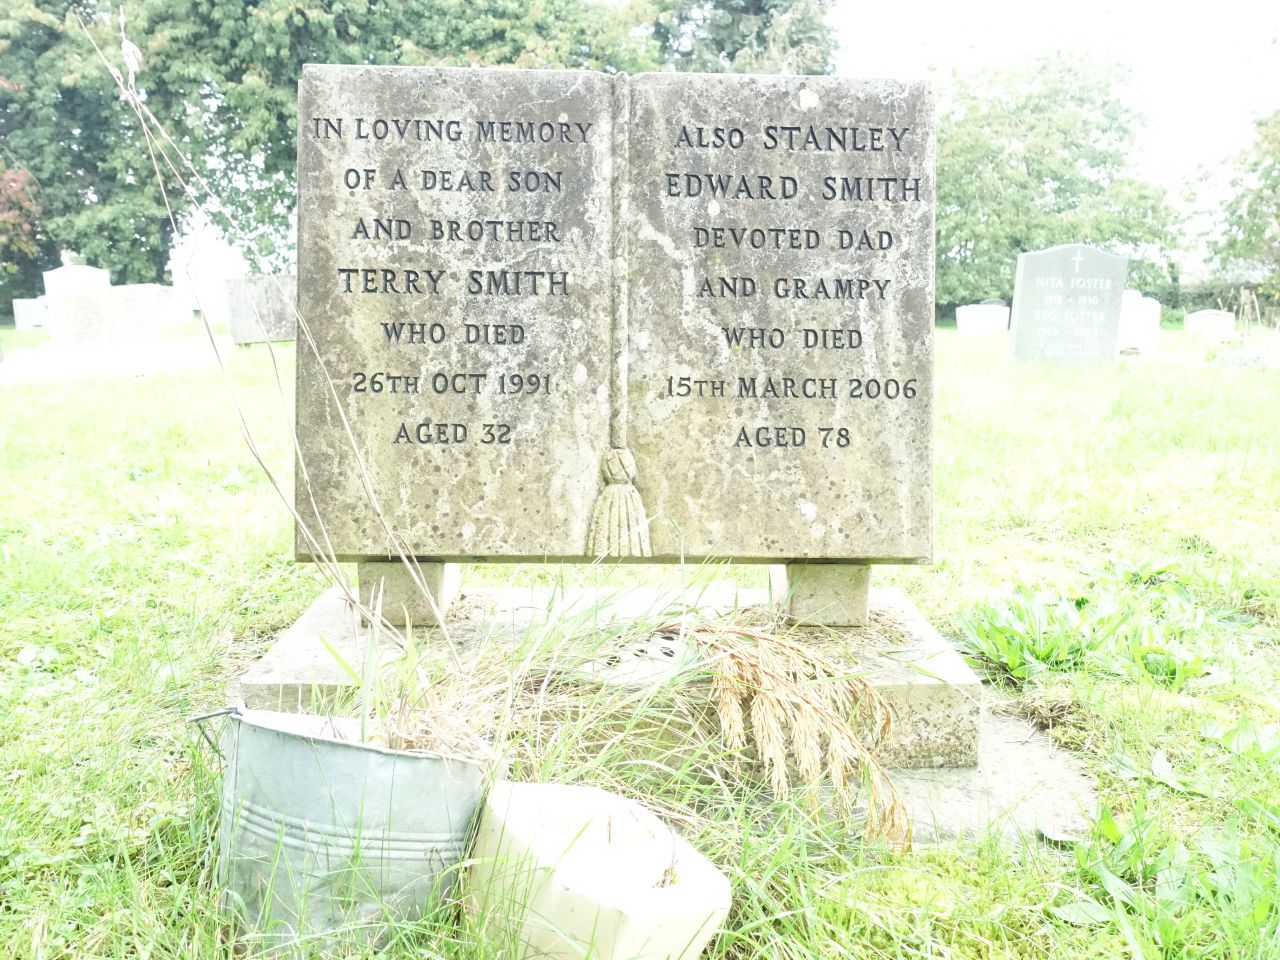 IN LOVING MEMORY
OF A DEAR SON
AND BROTHER
TERRY SMITH
WHO DIED
26TH OCT 1991
AGED 32
ALSO STANLEY
EDWARD SMITH
DEVOTED DAD
AND GRAMPY
WHO DIED
15TH MARCH 2006
AGED 78
NITA FOSTER
REG FOSTER